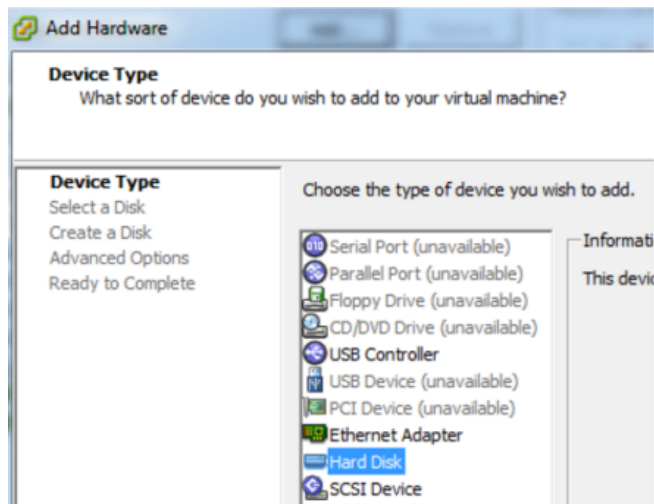 Add Hardware
Device Type
What sort of device do you wish to add to your virtual machine?
Device Type
Select a Disk
Create a Disk
Advanced Options
Ready to Complete
Choose the type of device you wish to add.
Serial Port (unavailable)
Parallel Port (unavailable)
Floppy Drive (unavailable)
CD/DVD Drive (unavailable)
USB Controller
USB Device (unavailable)
PCI Device (unavailable)
Ethernet Adapter
Hard Disk
SCSI Device
Informati
This devic